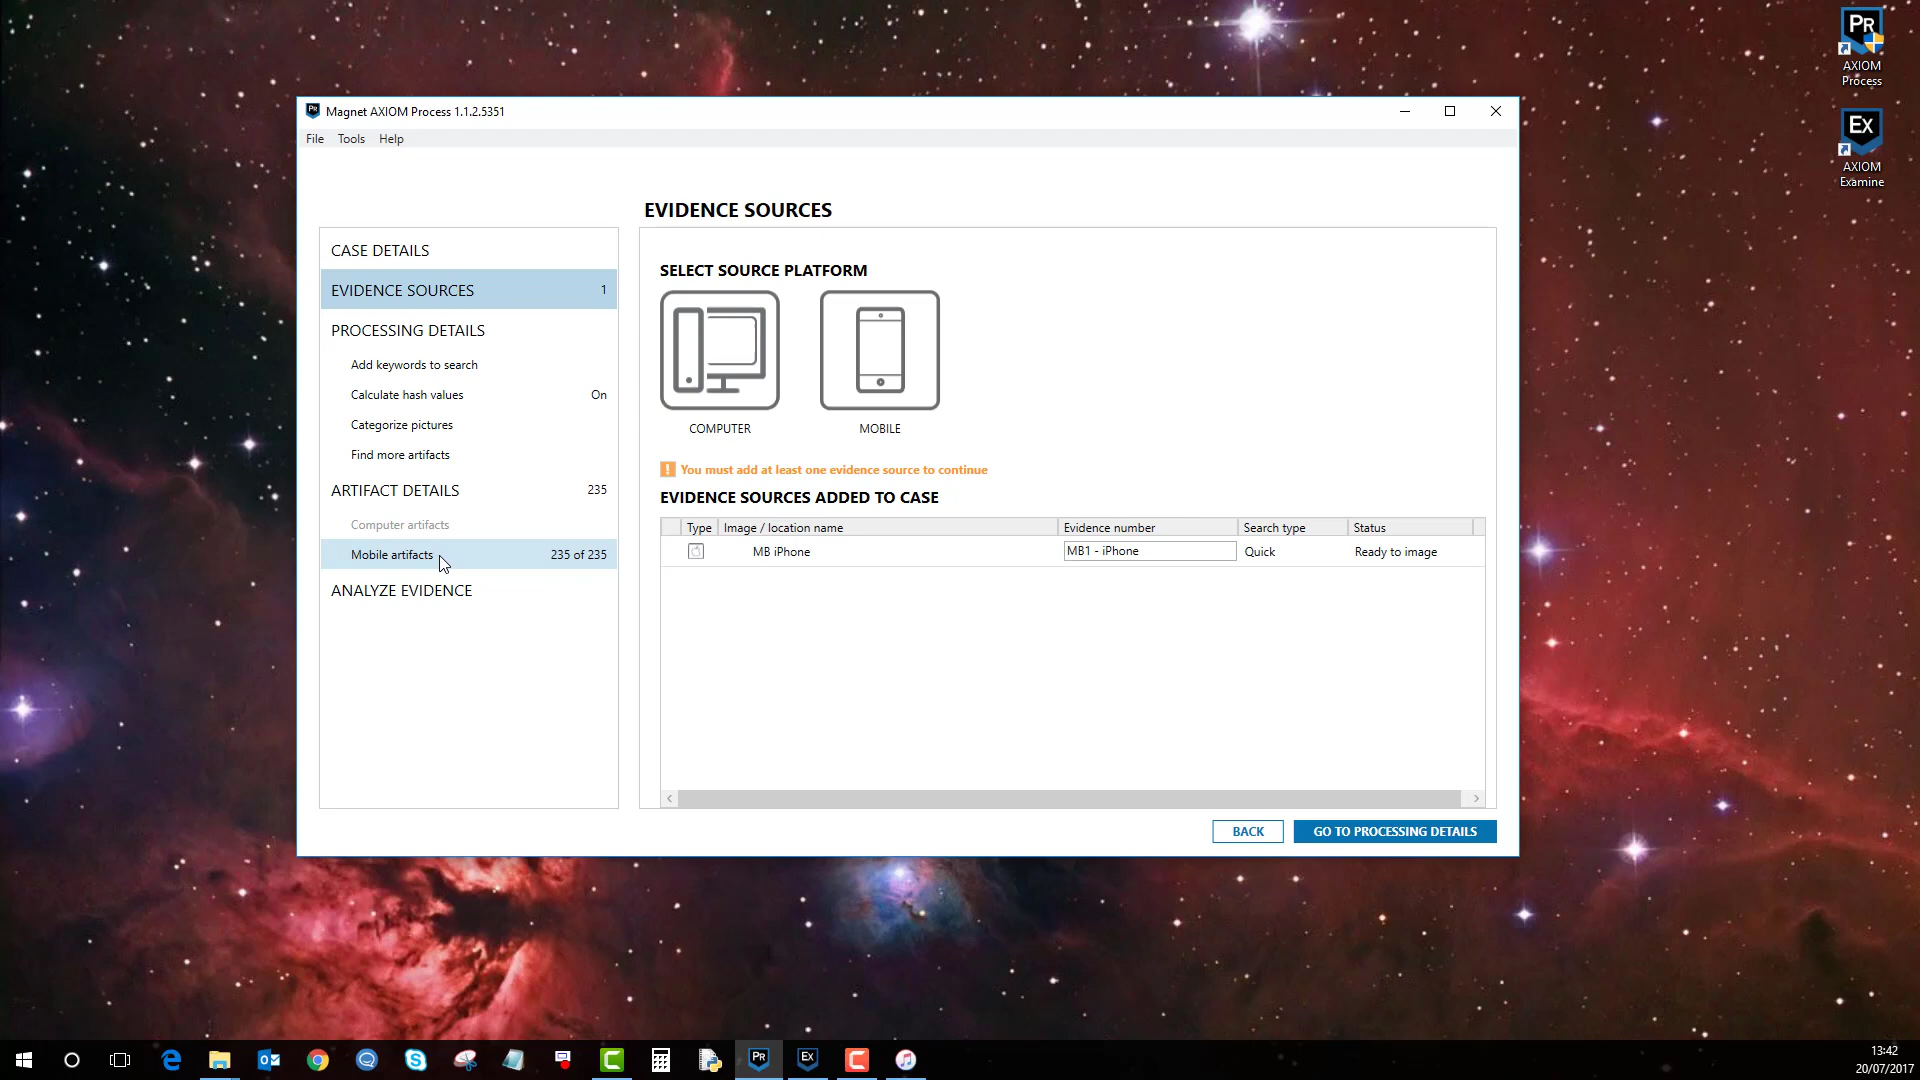 Pr
AXIOM
Process
EX
AXIOM
Examine
PR
Magnet AXIOM Process 1.1.2.5351
File Tools Help
EVIDENCE SOURCES
CASE DETAILS
EVIDENCE SOURCES 1
PROCESSING DETAILS
Add keywords to search
Calculate hash values On
Categorize pictures
Find more artifacts
ARTIFACT DETAILS 235
Computer artifacts
Mobile artifacts 235 of 235
ANALYZE EVIDENCE
SELECT SOURCE PLATFORM
COMPUTER MOBILE
! You must add at least one evidence source to continue
EVIDENCE SOURCES ADDED TO CASE
Type Image / location name Evidence number Search type Status
MB iPhone MB1 - iPhone Quick Ready to image
BACK GO TO PROCESSING DETAILS
PR EX
13:42
20/07/2017